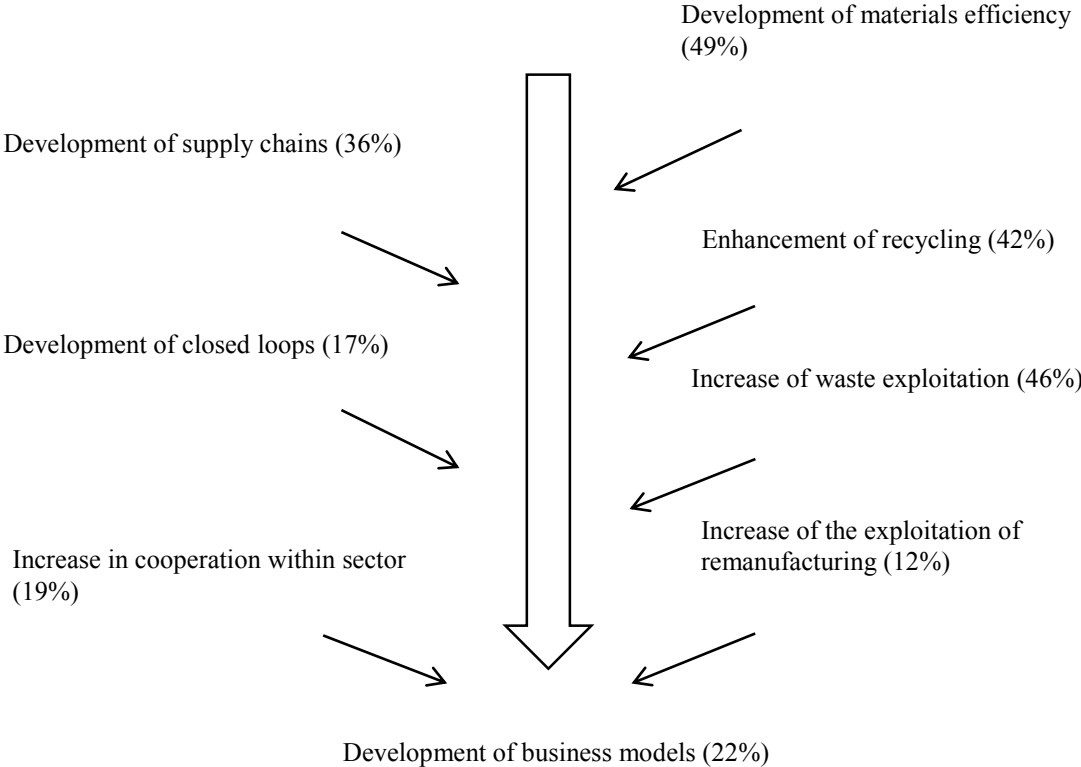 Development of materials efficiency
(49%)
Development of supply chains (36%)
Enhancement of recycling (42%)
Development of closed loops (17%)
Increase of waste exploitation (46%)
Increase of the exploitation of
remanufacturing (12%)
Increase in cooperation within sector
(19%)
Development of business models (22%)